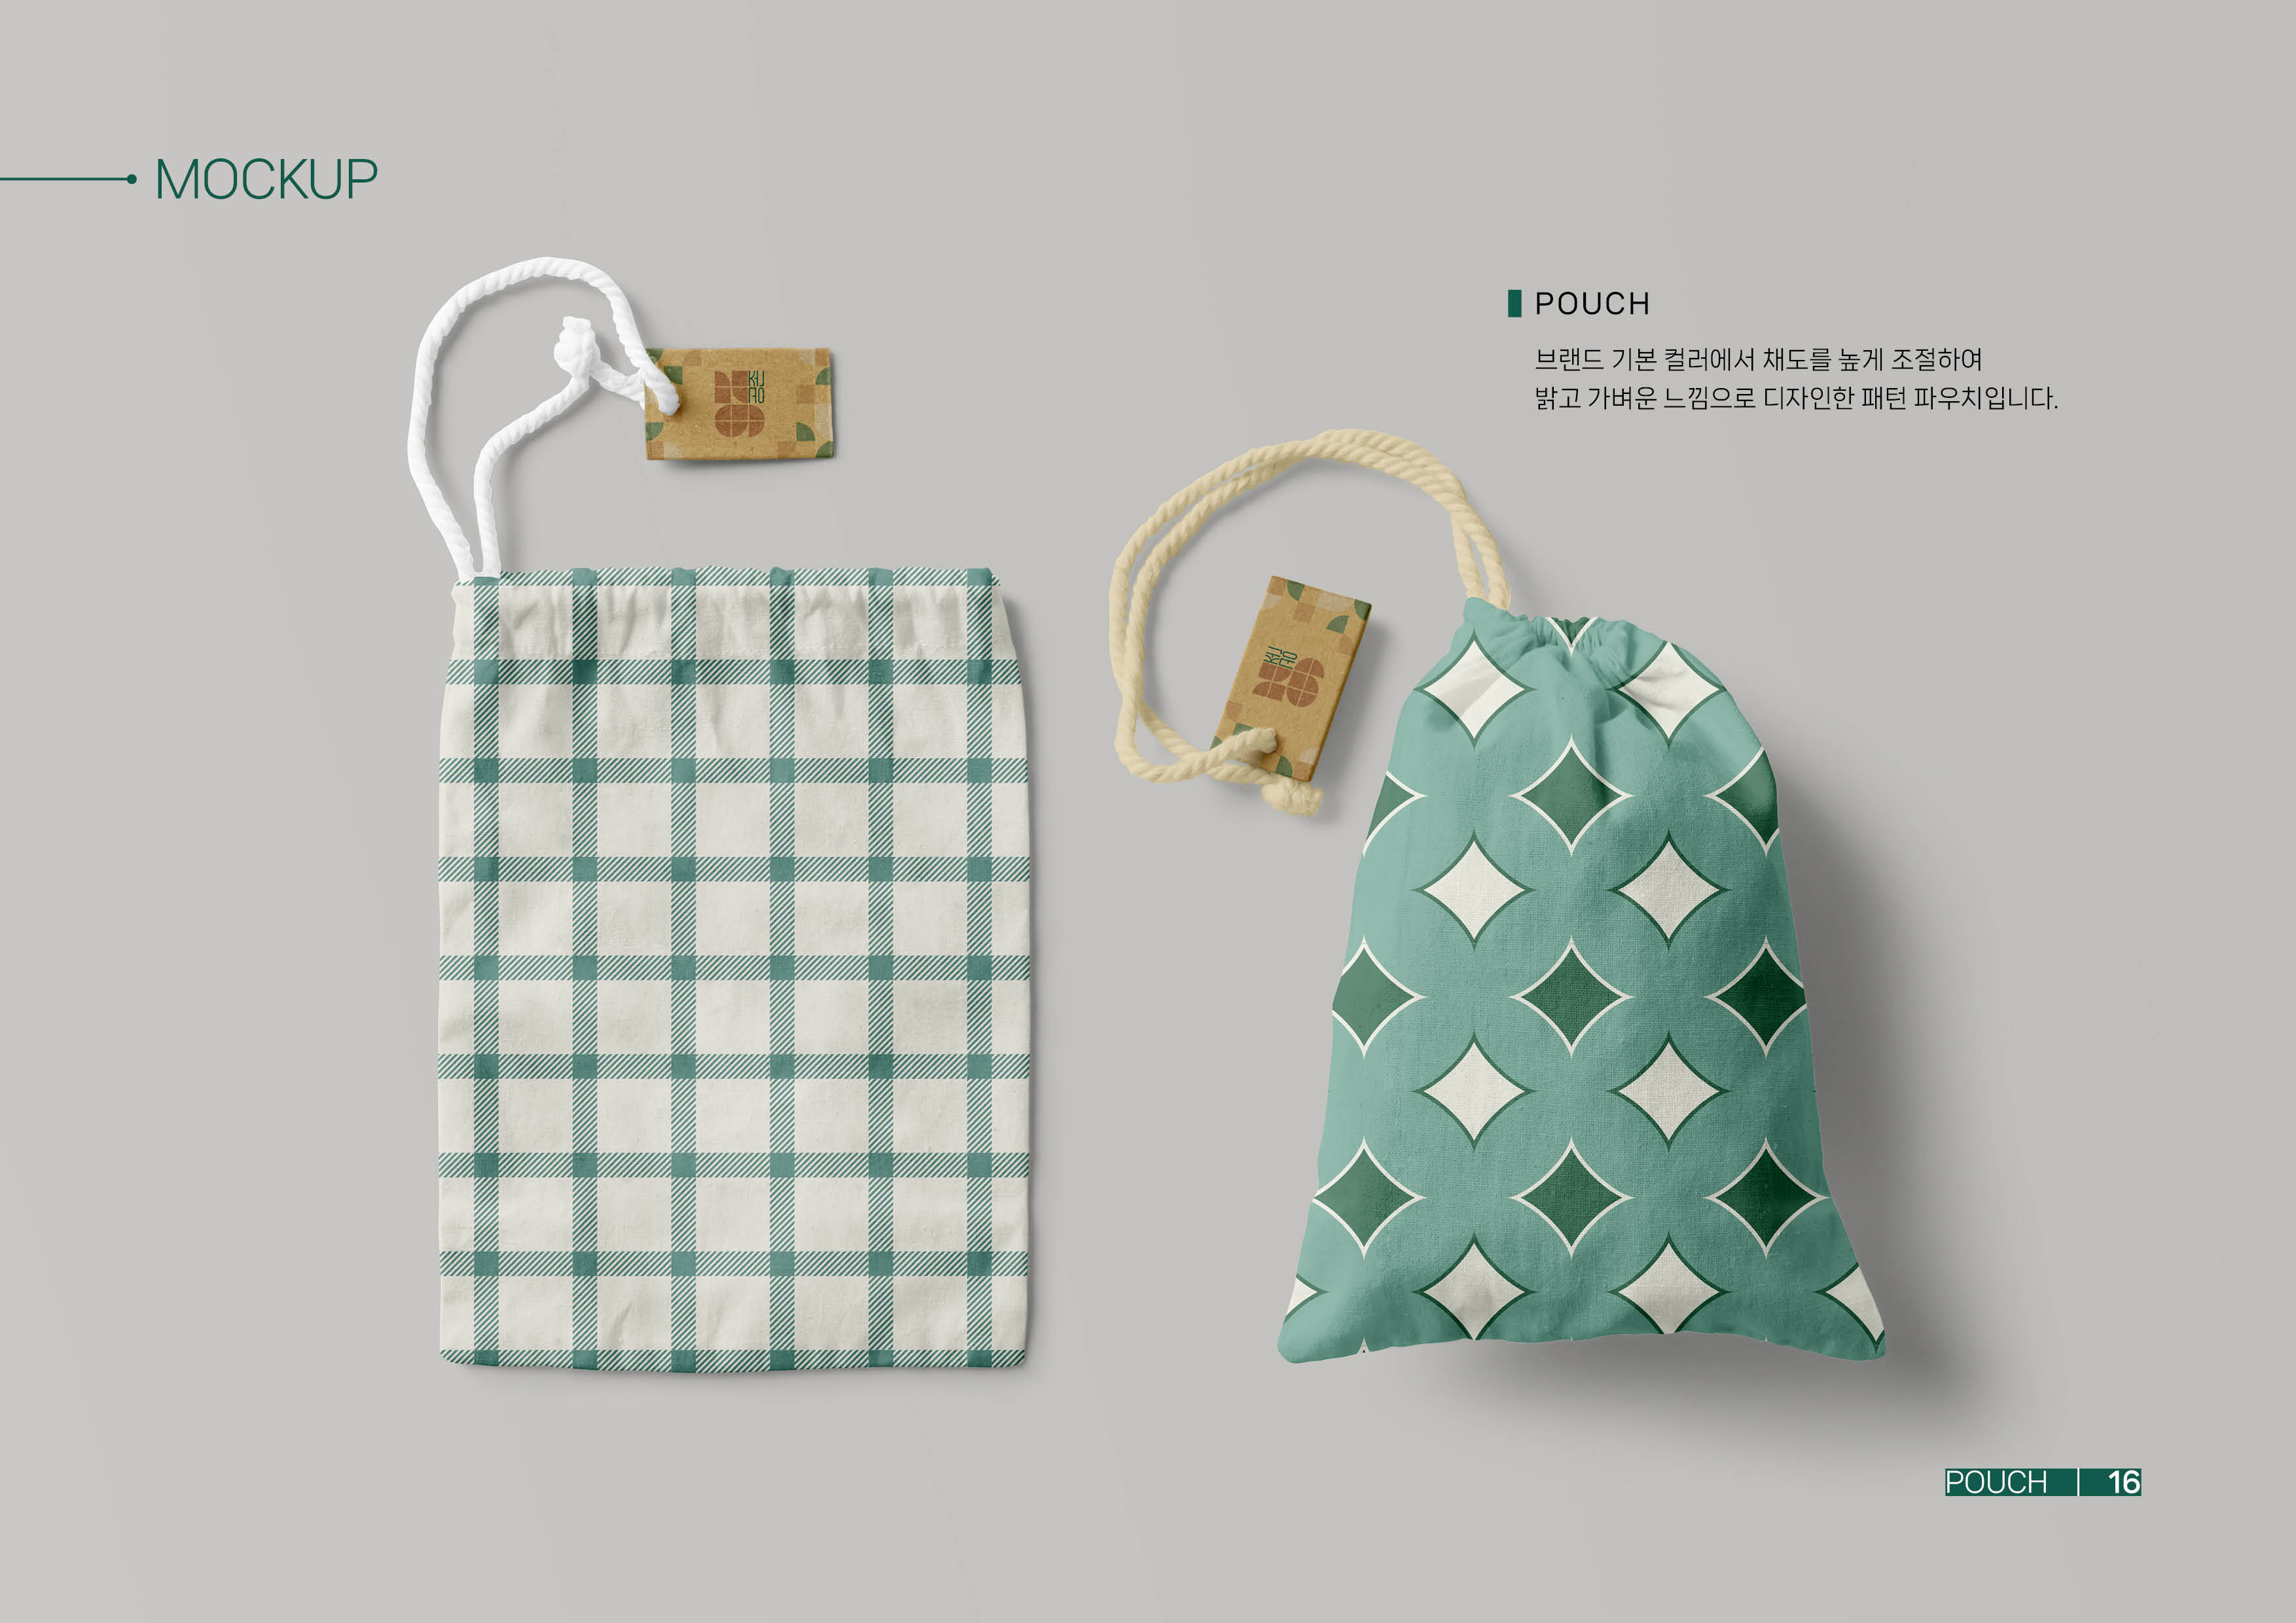 MOCKUP
POUCH
브랜드 기본 컬러에서 채도를 높게 조절하여
밝고 가벼운 느낌으로 디자인한 패턴 파우치입니다.
POUCH | 16